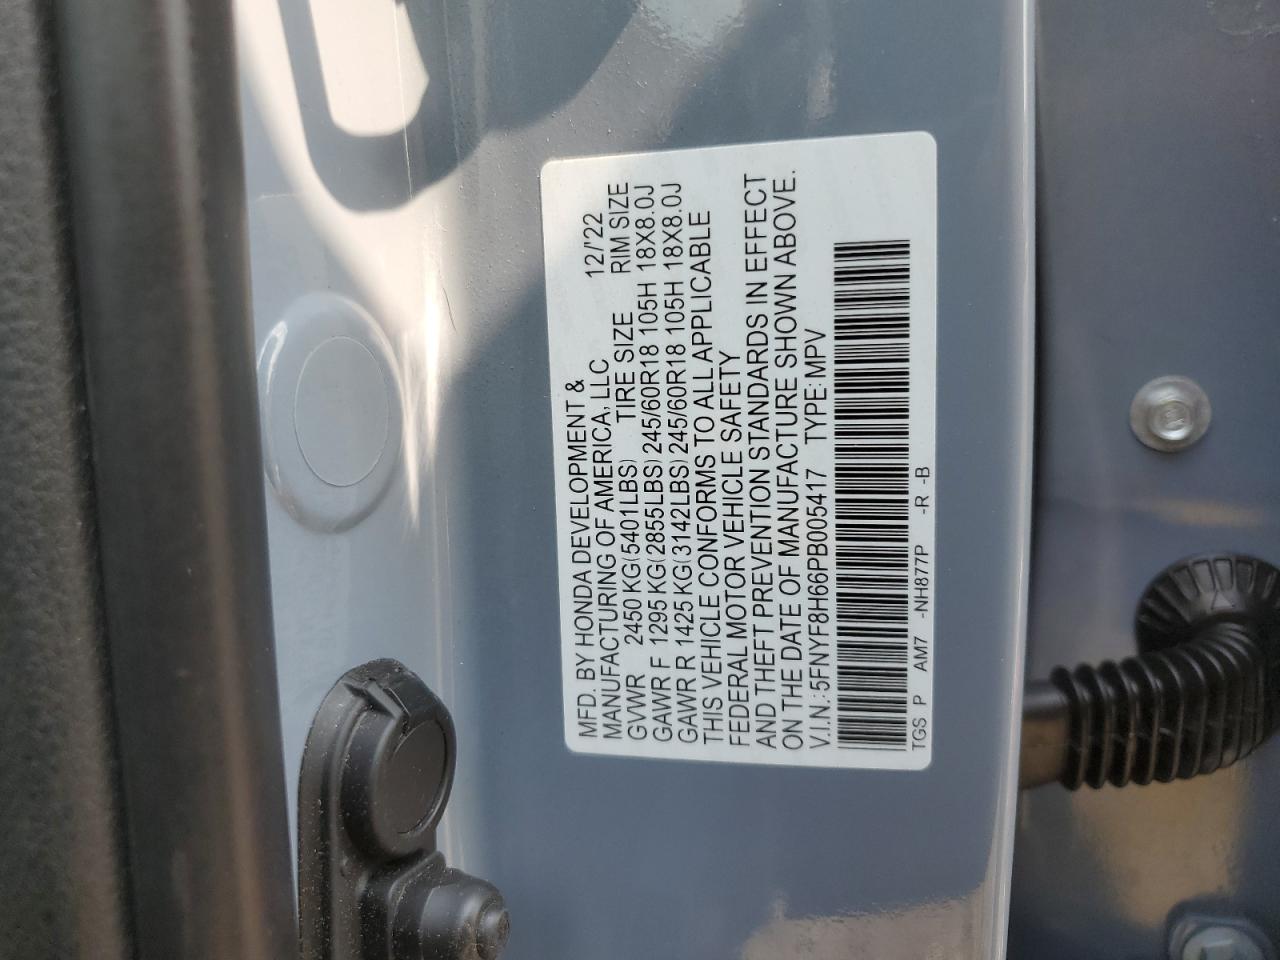 MFD. BY HONDA DEVELOPMENT &
MANUFACTURING OF AMERICA, LLC 12/'22
GVWR 2450 KG(5401LBS) TIRE SIZE RIM SIZE
GAWR F 1295 KG(2855LBS) 245/60R18 105H 18X8.0J
GAWR R 1425 KG(3142LBS) 245/60R18 105H 18X8.0J
THIS VEHICLE CONFORMS TO ALL APPLICABLE
FEDERAL MOTOR VEHICLE SAFETY
AND THEFT PREVENTION STANDARDS IN EFFECT
ON THE DATE OF MANUFACTURE SHOWN ABOVE.
V.I.N.: 5FNYF8H66PB005417 TYPE: MPV
TGS P AM7 -NH877P -R -B